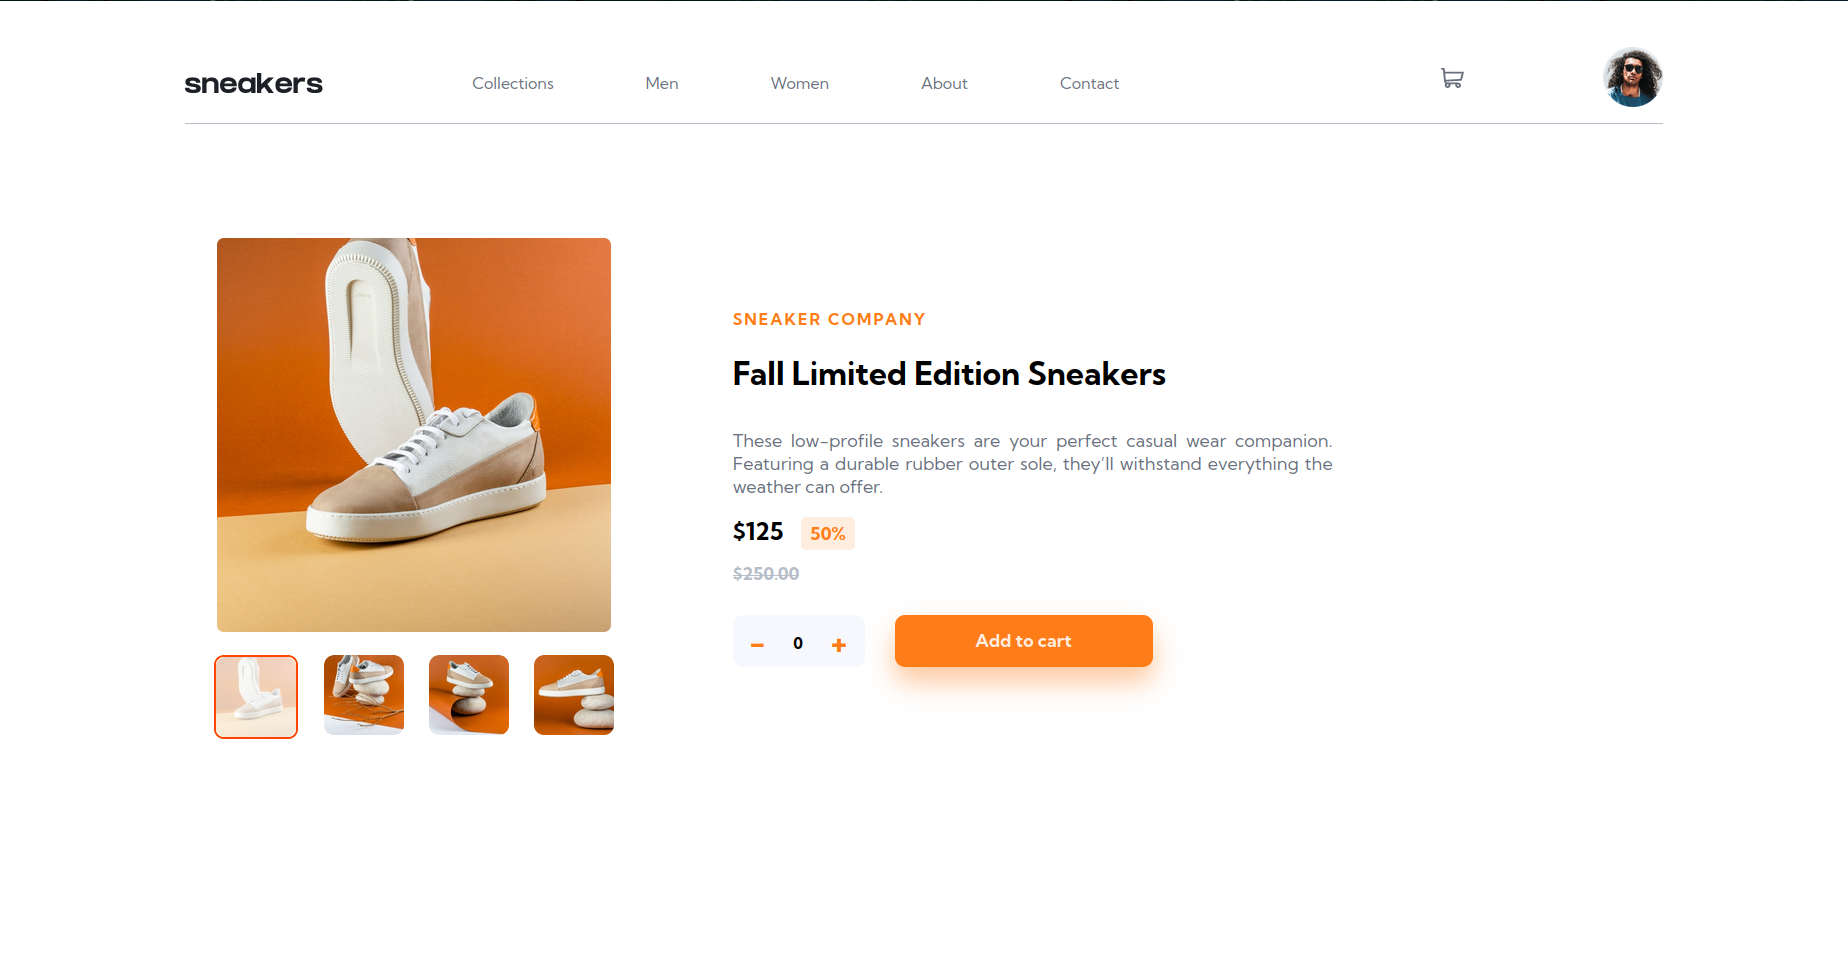 sneakers
Collections Men Women About Contact
SNEAKER COMPANY
Fall Limited Edition Sneakers
These low-profile sneakers are your perfect casual wear companion.
Featuring a durable rubber outer sole, they’ll withstand everything the
weather can offer.
$125 50%
$250.00
− 0 + Add to cart